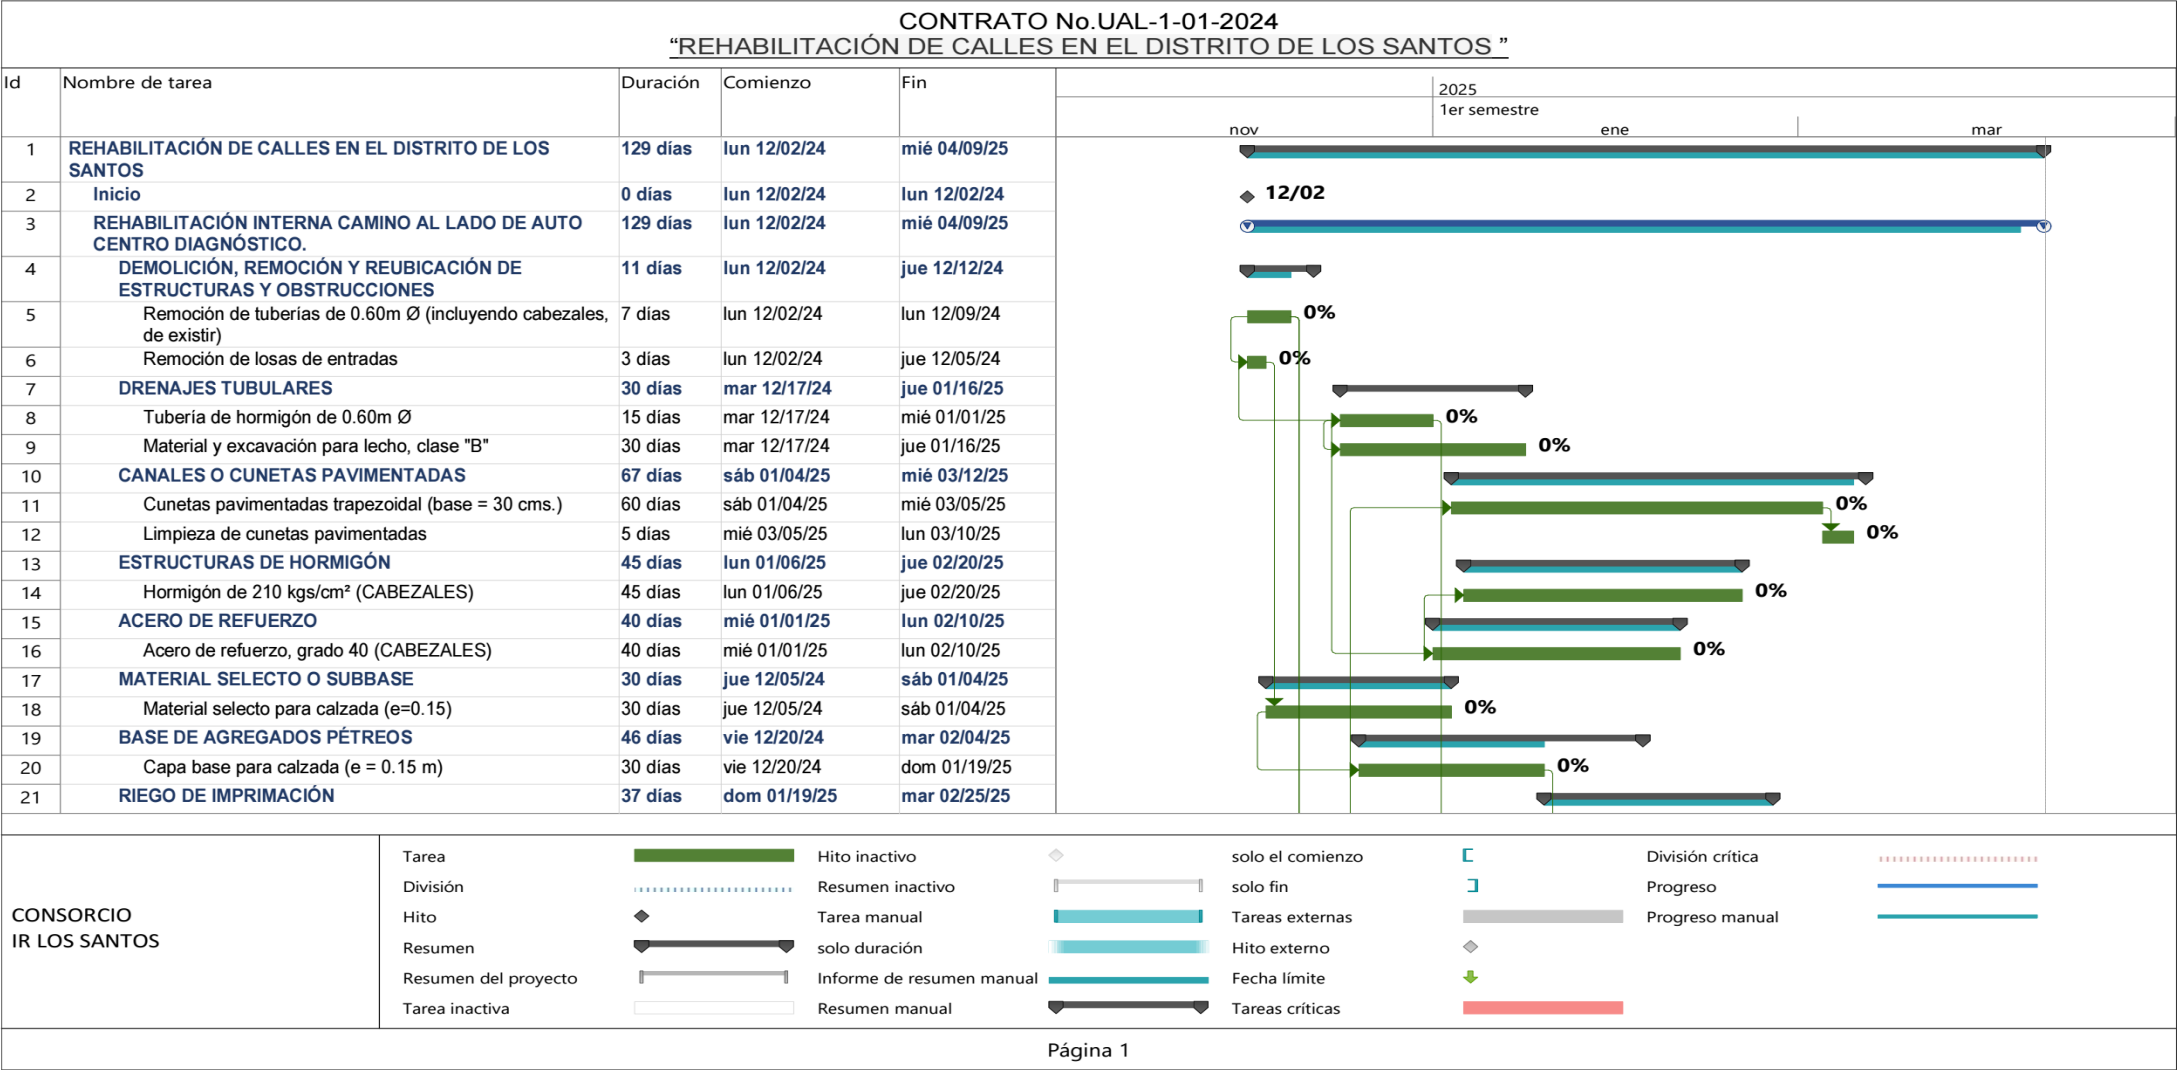 CONTRATO No.UAL-1-01-2024
“REHABILITACIÓN DE CALLES EN EL DISTRITO DE LOS SANTOS ”
Id Nombre de tarea Duración Comienzo Fin
2025
1er semestre
nov ene mar
1 REHABILITACIÓN DE CALLES EN EL DISTRITO DE LOS 129 días lun 12/02/24 mié 04/09/25
SANTOS
2 Inicio 0 días lun 12/02/24 lun 12/02/24 12/02
3 REHABILITACIÓN INTERNA CAMINO AL LADO DE AUTO 129 días lun 12/02/24 mié 04/09/25
CENTRO DIAGNÓSTICO.
4 DEMOLICIÓN, REMOCIÓN Y REUBICACIÓN DE 11 días lun 12/02/24 jue 12/12/24
ESTRUCTURAS Y OBSTRUCCIONES
5 Remoción de tuberías de 0.60m Ø (incluyendo cabezales, 7 días lun 12/02/24 lun 12/09/24 0%
de existir)
6 Remoción de losas de entradas 3 días lun 12/02/24 jue 12/05/24 0%
7 DRENAJES TUBULARES 30 días mar 12/17/24 jue 01/16/25
8 Tubería de hormigón de 0.60m Ø 15 días mar 12/17/24 mié 01/01/25 0%
9 Material y excavación para lecho, clase "B" 30 días mar 12/17/24 jue 01/16/25 0%
10 CANALES O CUNETAS PAVIMENTADAS 67 días sáb 01/04/25 mié 03/12/25
11 Cunetas pavimentadas trapezoidal (base = 30 cms.) 60 días sáb 01/04/25 mié 03/05/25 0%
12 Limpieza de cunetas pavimentadas 5 días mié 03/05/25 lun 03/10/25 0%
13 ESTRUCTURAS DE HORMIGÓN 45 días lun 01/06/25 jue 02/20/25
14 Hormigón de 210 kgs/cm² (CABEZALES) 45 días lun 01/06/25 jue 02/20/25 0%
15 ACERO DE REFUERZO 40 días mié 01/01/25 lun 02/10/25
16 Acero de refuerzo, grado 40 (CABEZALES) 40 días mié 01/01/25 lun 02/10/25 0%
17 MATERIAL SELECTO O SUBBASE 30 días jue 12/05/24 sáb 01/04/25
18 Material selecto para calzada (e=0.15) 30 días jue 12/05/24 sáb 01/04/25 0%
19 BASE DE AGREGADOS PÉTREOS 46 días vie 12/20/24 mar 02/04/25
20 Capa base para calzada (e = 0.15 m) 30 días vie 12/20/24 dom 01/19/25 0%
21 RIEGO DE IMPRIMACIÓN 37 días dom 01/19/25 mar 02/25/25
CONSORCIO
IR LOS SANTOS
Tarea Hito inactivo solo el comienzo División crítica
División Resumen inactivo solo fin Progreso
Hito Tarea manual Tareas externas Progreso manual
Resumen solo duración Hito externo
Resumen del proyecto Informe de resumen manual Fecha límite
Tarea inactiva Resumen manual Tareas críticas
Página 1